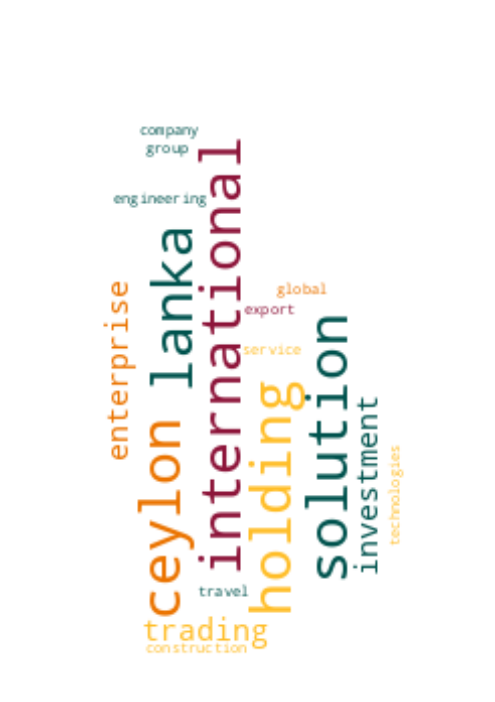 company
group
engineering
international
lanka
enterprise
global
export
solution
service
holding
investment
ceylon
technologies
travel
trading
construction